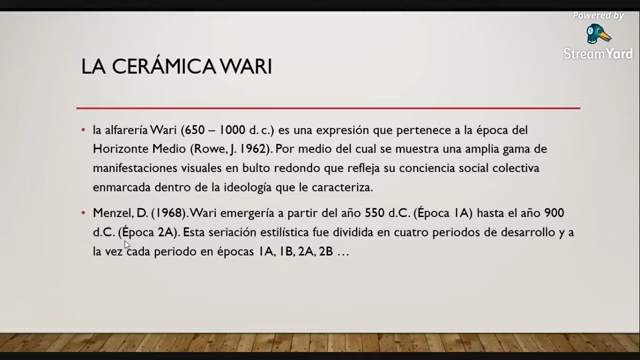 Powered by
StreamYard
LA CERÁMICA WARI
• la alfarería Wari (650 – 1000 d. c.) es una expresión que pertenece a la época del
Horizonte Medio (Rowe, J. 1962). Por medio del cual se muestra una amplia gama de
manifestaciones visuales en bulto redondo que refleja su conciencia social colectiva
enmarcada dentro de la ideología que le caracteriza.
• Menzel, D. (1968). Wari emergería a partir del año 550 d.C. (Época 1A) hasta el año 900
d.C. (Época 2A). Esta seriación estilística fue dividida en cuatro periodos de desarrollo y a
la vez cada periodo en épocas 1A, 1B, 2A, 2B …